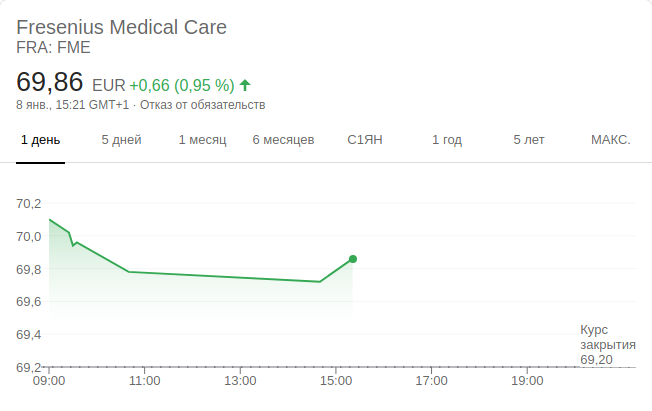 Fresenius Medical Care
FRA: FME
69,86 EUR +0,66 (0,95 %)
8 янв., 15:21 GMT+1 · Отказ от обязательств
1 день 5 дней 1 месяц 6 месяцев С1ЯН 1 год 5 лет МАКС.
70,2
70,0
69,8
69,6
69,4
69,2
Курс
закрытия
69,20
09:00 11:00 13:00 15:00 17:00 19:00